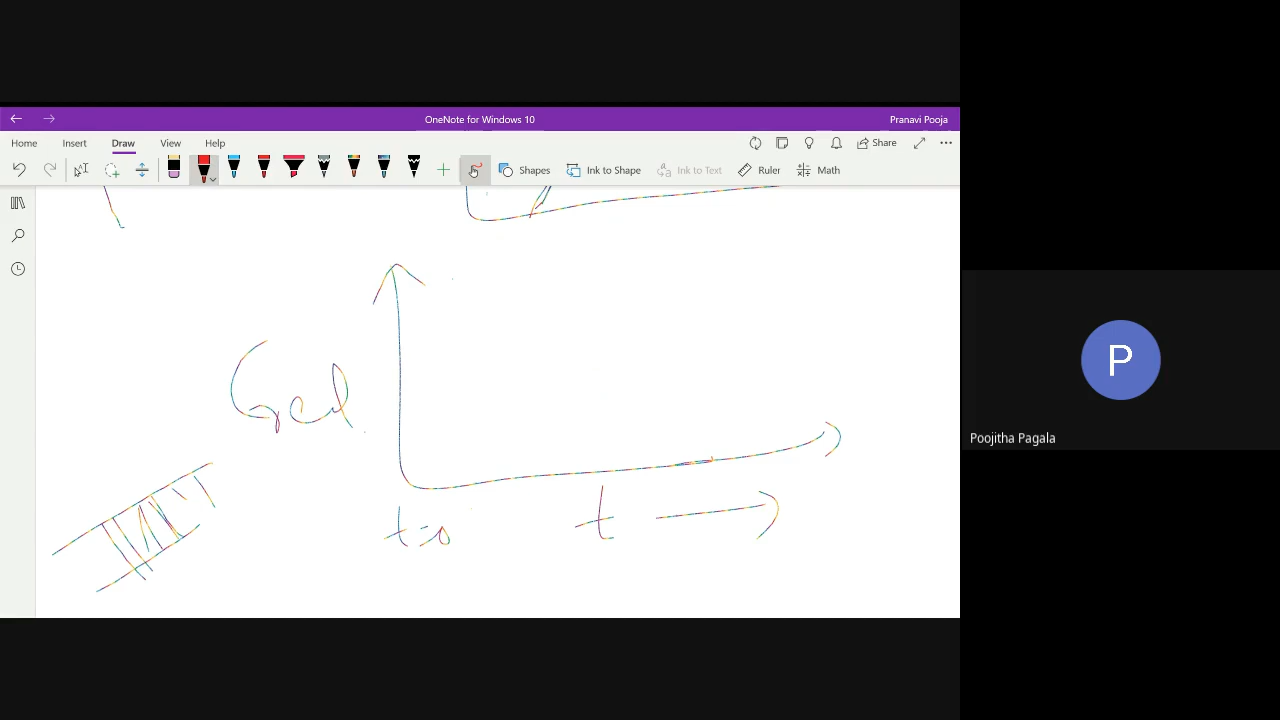 OneNote for Windows 10
Pranavi Pooja
Home Insert Draw View Help
Share
Shapes Ink to Shape Ink to Text Ruler Math
t=0
t
P
Poojitha Pagala